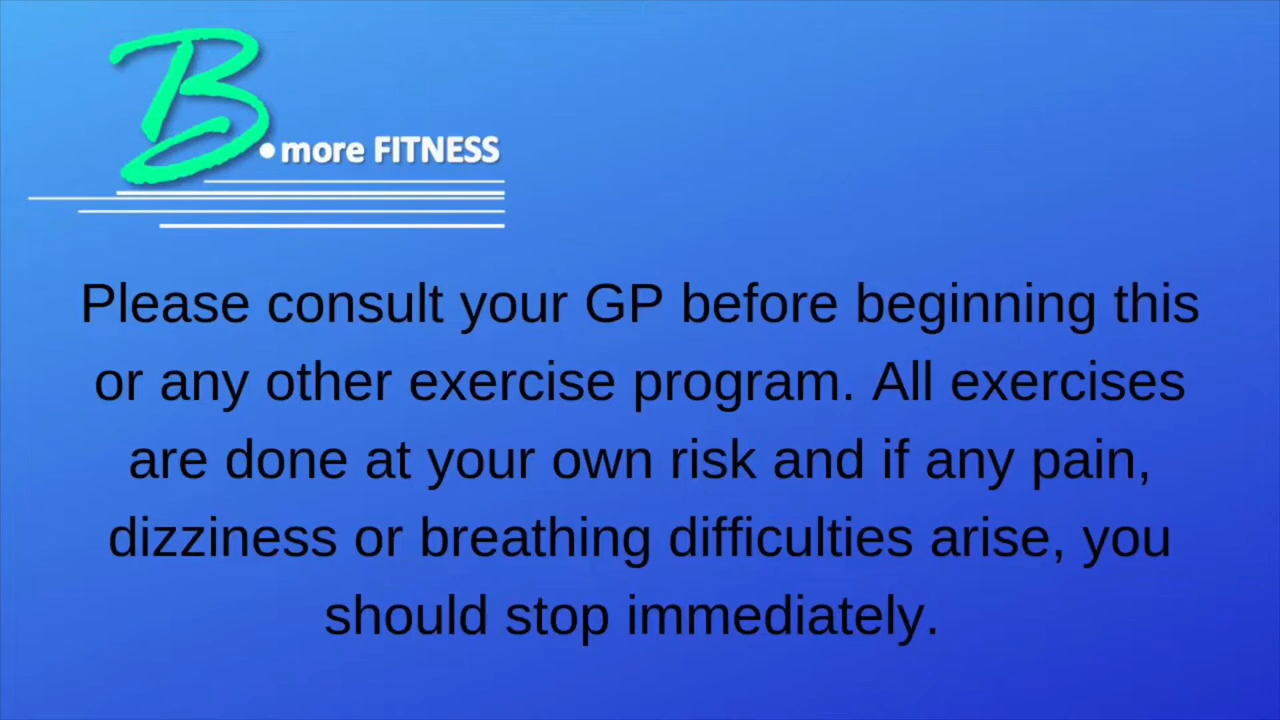 B.more FITNESS
Please consult your GP before beginning this
or any other exercise program. All exercises
are done at your own risk and if any pain,
dizziness or breathing difficulties arise, you
should stop immediately.